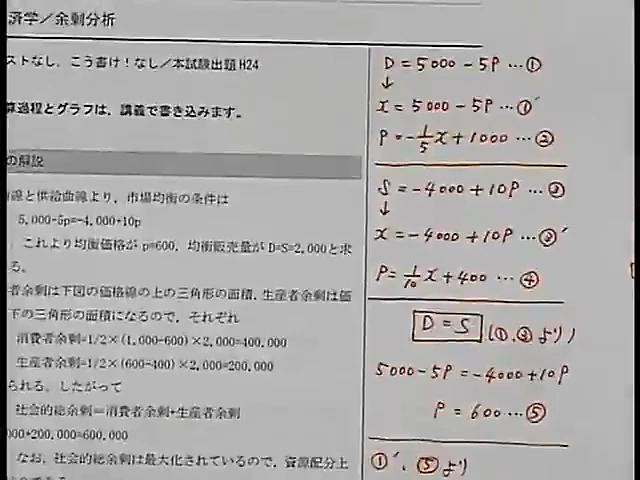 済学／余剰分析
ストなし，こう書け！なし／本試験出題 H24
算過程とグラフは，講義で書き込みます。
の解説
線と供給曲線より，市場均衡の条件は
5,000-5p=-4,000+10p
これより均衡価格が p=600，均衡販売量が D=S=2,000と求
る。
者余剰は下図の価格線の上の三角形の面積，生産者余剰は価
下の三角形の面積になるので，それぞれ
消費者余剰=1/2×(1,000-600)×2,000=400,000
生産者余剰=1/2×(600-400)×2,000=200,000
られる。したがって
社会的総余剰＝消費者余剰+生産者余剰
000+200,000=600,000
なお，社会的総余剰は最大化されているので，資源配分上
D = 5000 - 5P … ①
↓
x = 5000 - 5P … ①′
P = -1/5 x + 1000 … ②
S = -4000 + 10P … ③
↓
x = -4000 + 10P … ③′
P = 1/10 x + 400 … ④
D = S (①，③ より)
5000 - 5P = -4000 + 10P
P = 600 … ⑤
①′，⑤ より